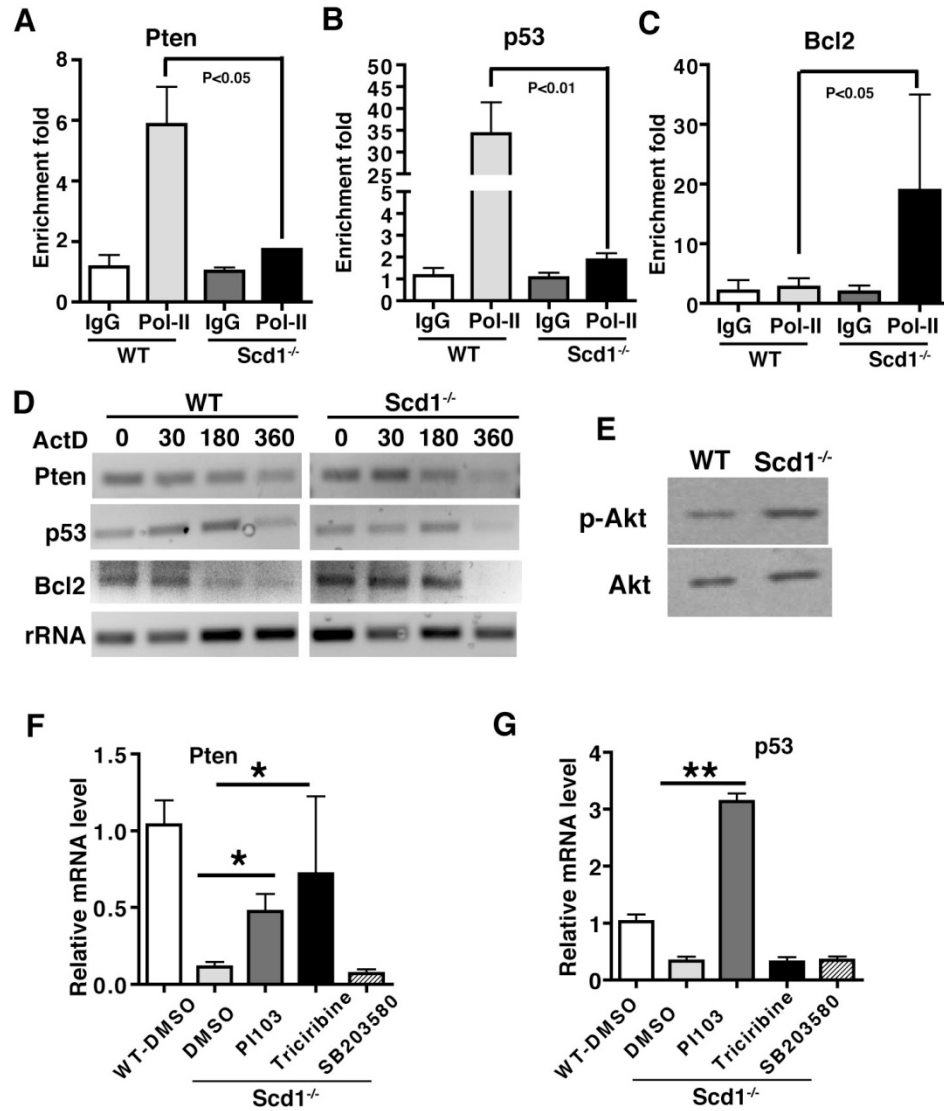 A
Pten
Enrichment fold
8
6
4
2
0
P<0.05
IgG Pol-II IgG Pol-II
WT Scd1-/-
B
p53
Enrichment fold
50
45
40
35
30
25
5
4
3
2
1
0
P<0.01
IgG Pol-II IgG Pol-II
WT Scd1-/-
C
Bcl2
Enrichment fold
40
30
20
10
0
P<0.05
IgG Pol-II IgG Pol-II
WT Scd1-/-
D
WT Scd1-/-
ActD 0 30 180 360 0 30 180 360
Pten
p53
Bcl2
rRNA
E
WT Scd1-/-
p-Akt
Akt
F
Pten
Relative mRNA level
1.5
1.0
0.5
0.0
*
*
WT-DMSO
DMSO
PI103
Triciribine
SB203580
Scd1-/-
G
p53
Relative mRNA level
4
3
2
1
0
**
WT-DMSO
DMSO
PI103
Triciribine
SB203580
Scd1-/-